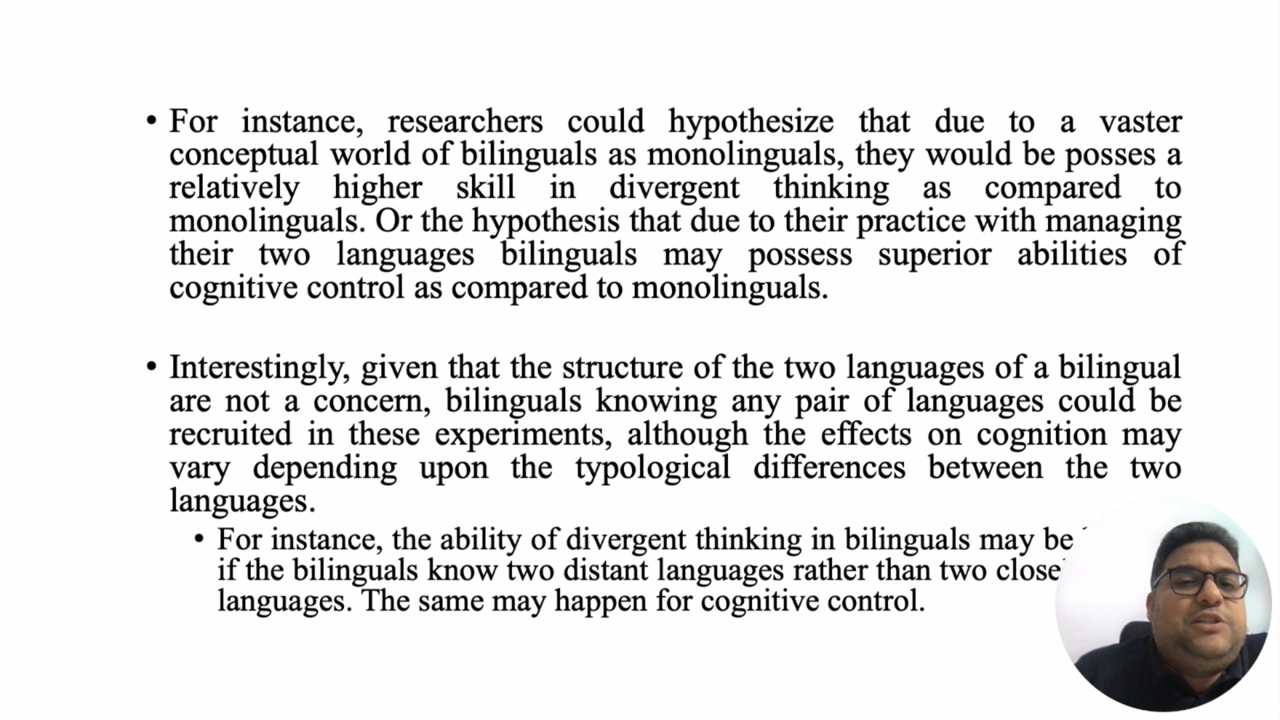 • For instance, researchers could hypothesize that due to a vaster
conceptual world of bilinguals as monolinguals, they would be posses a
relatively higher skill in divergent thinking as compared to
monolinguals. Or the hypothesis that due to their practice with managing
their two languages bilinguals may possess superior abilities of
cognitive control as compared to monolinguals.
• Interestingly, given that the structure of the two languages of a bilingual
are not a concern, bilinguals knowing any pair of languages could be
recruited in these experiments, although the effects on cognition may
vary depending upon the typological differences between the two
languages.
• For instance, the ability of divergent thinking in bilinguals may be
if the bilinguals know two distant languages rather than two
languages. The same may happen for cognitive control.